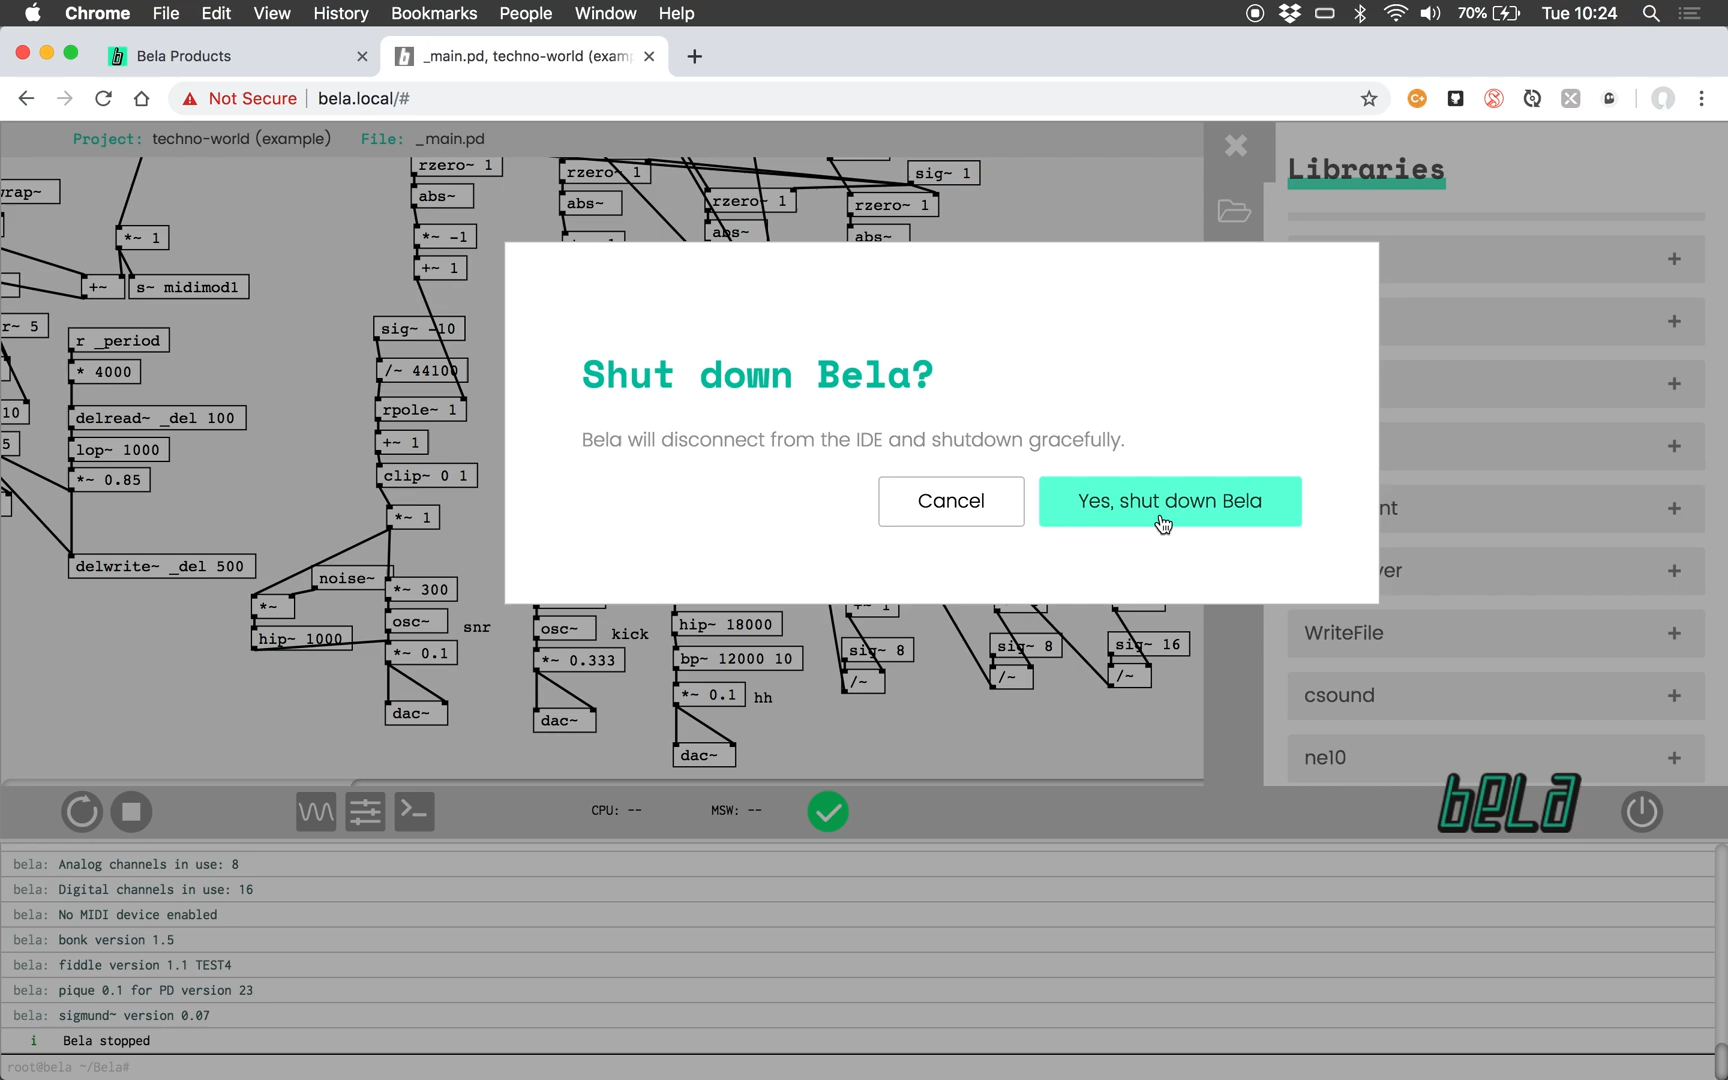 Chrome File Edit View History Bookmarks People Window Help 70% Tue 10:24
Bela Products
_main.pd, techno-world (exam
Not Secure bela.local/#
Project: techno-world (example) File: _main.pd
Libraries
rzero~ 1
rzero~ 1
sig~ 1
wrap~
abs~
abs~
rzero~ 1
rzero~ 1
*~ 1
*~ -1
abs~
abs~
+~ 1
+~
s~ midimod1
r~ 5
r _period
sig~ -10
* 4000
/~ 44100
10
delread~ _del 100
rpole~ 1
5
lop~ 1000
+~ 1
*~ 0.85
clip~ 0 1
*~ 1
delwrite~ _del 500
noise~
*~ 300
*~
osc~
snr
hip~ 1000
*~ 0.1
dac~
osc~
kick
*~ 0.333
dac~
hip~ 18000
bp~ 12000 10
*~ 0.1
hh
dac~
+~ 1
sig~ 8
/~
sig~ 8
/~
sig~ 16
/~
Shut down Bela?
Bela will disconnect from the IDE and shutdown gracefully.
Cancel
Yes, shut down Bela
+
+
+
+
nt +
ver +
WriteFile +
csound +
ne10 +
CPU: -- MSW: --
bela
bela: Analog channels in use: 8
bela: Digital channels in use: 16
bela: No MIDI device enabled
bela: bonk version 1.5
bela: fiddle version 1.1 TEST4
bela: pique 0.1 for PD version 23
bela: sigmund~ version 0.07
i Bela stopped
root@bela ~/Bela#